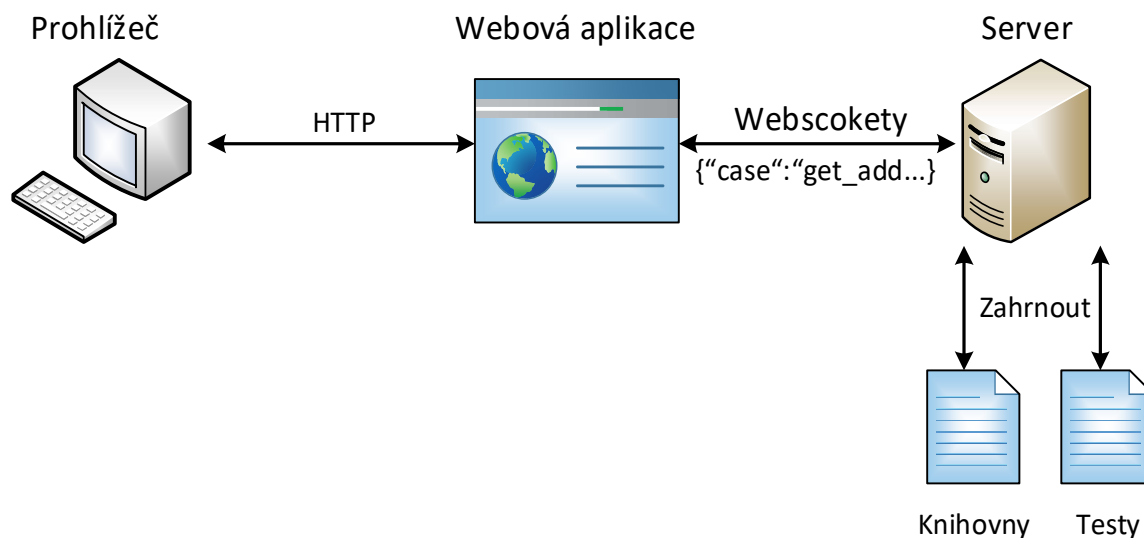 Prohlížeč
Webová aplikace
Server
HTTP
Webscokety
{“case“:“get_add...}
Zahrnout
Knihovny
Testy